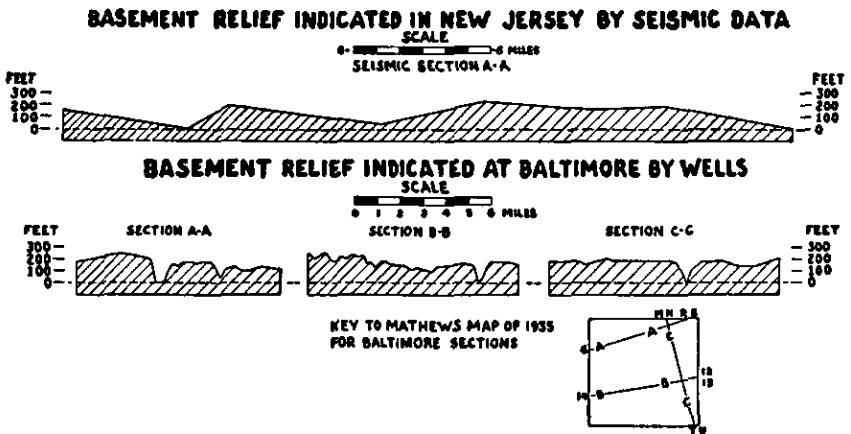 BASEMENT RELIEF INDICATED IN NEW JERSEY BY SEISMIC DATA
SCALE
6 MILES
SEISMIC SECTION A-A
FEET FEET
300 300
200 200
100 100
0 0
BASEMENT RELIEF INDICATED AT BALTIMORE BY WELLS
SCALE
0 1 2 3 4 5 6 MILES
FEET SECTION A-A SECTION B-B SECTION C-C FEET
300 300
200 200
100 100
0 0
KEY TO MATHEWS MAP OF 1935
FOR BALTIMORE SECTIONS
A A C
B B C